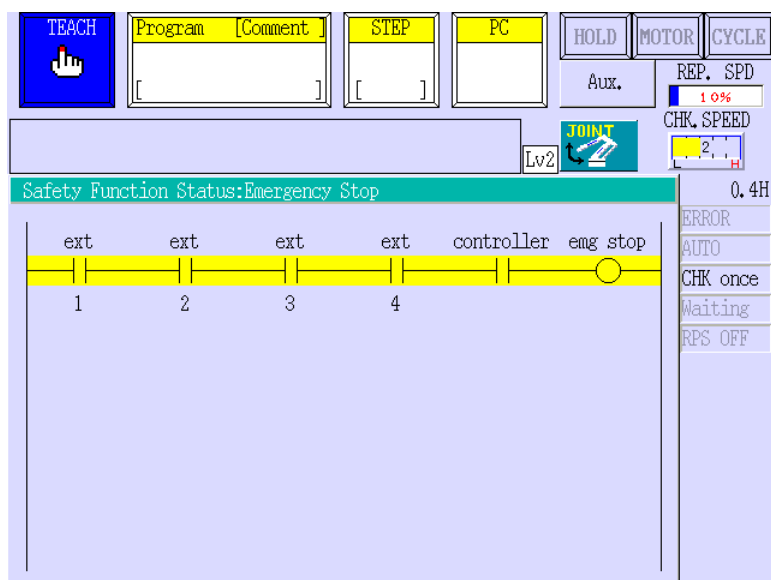 TEACH
Program [Comment ]
[ ]
STEP
[ ]
PC
HOLD MOTOR CYCLE
Aux.
REP. SPD
10%
CHK.SPEED
2
L H
Lv2
JOINT
Safety Function Status:Emergency Stop
0.4H
ERROR
AUTO
CHK once
Waiting
RPS OFF
ext ext ext ext controller emg stop
1 2 3 4